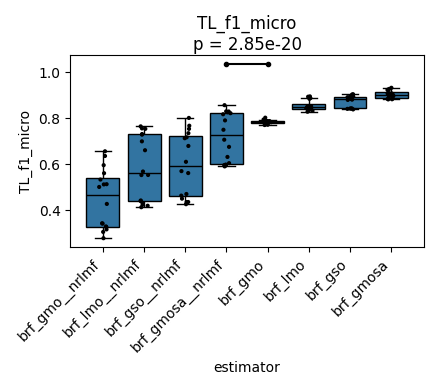 TL_f1_micro
p = 2.85e-20
TL_f1_micro
1.0
0.8
0.6
0.4
brf_gmo__nrlmf
brf_lmo__nrlmf
brf_gso__nrlmf
brf_gmosa__nrlmf
brf_gmo
brf_lmo
brf_gso
brf_gmosa
estimator